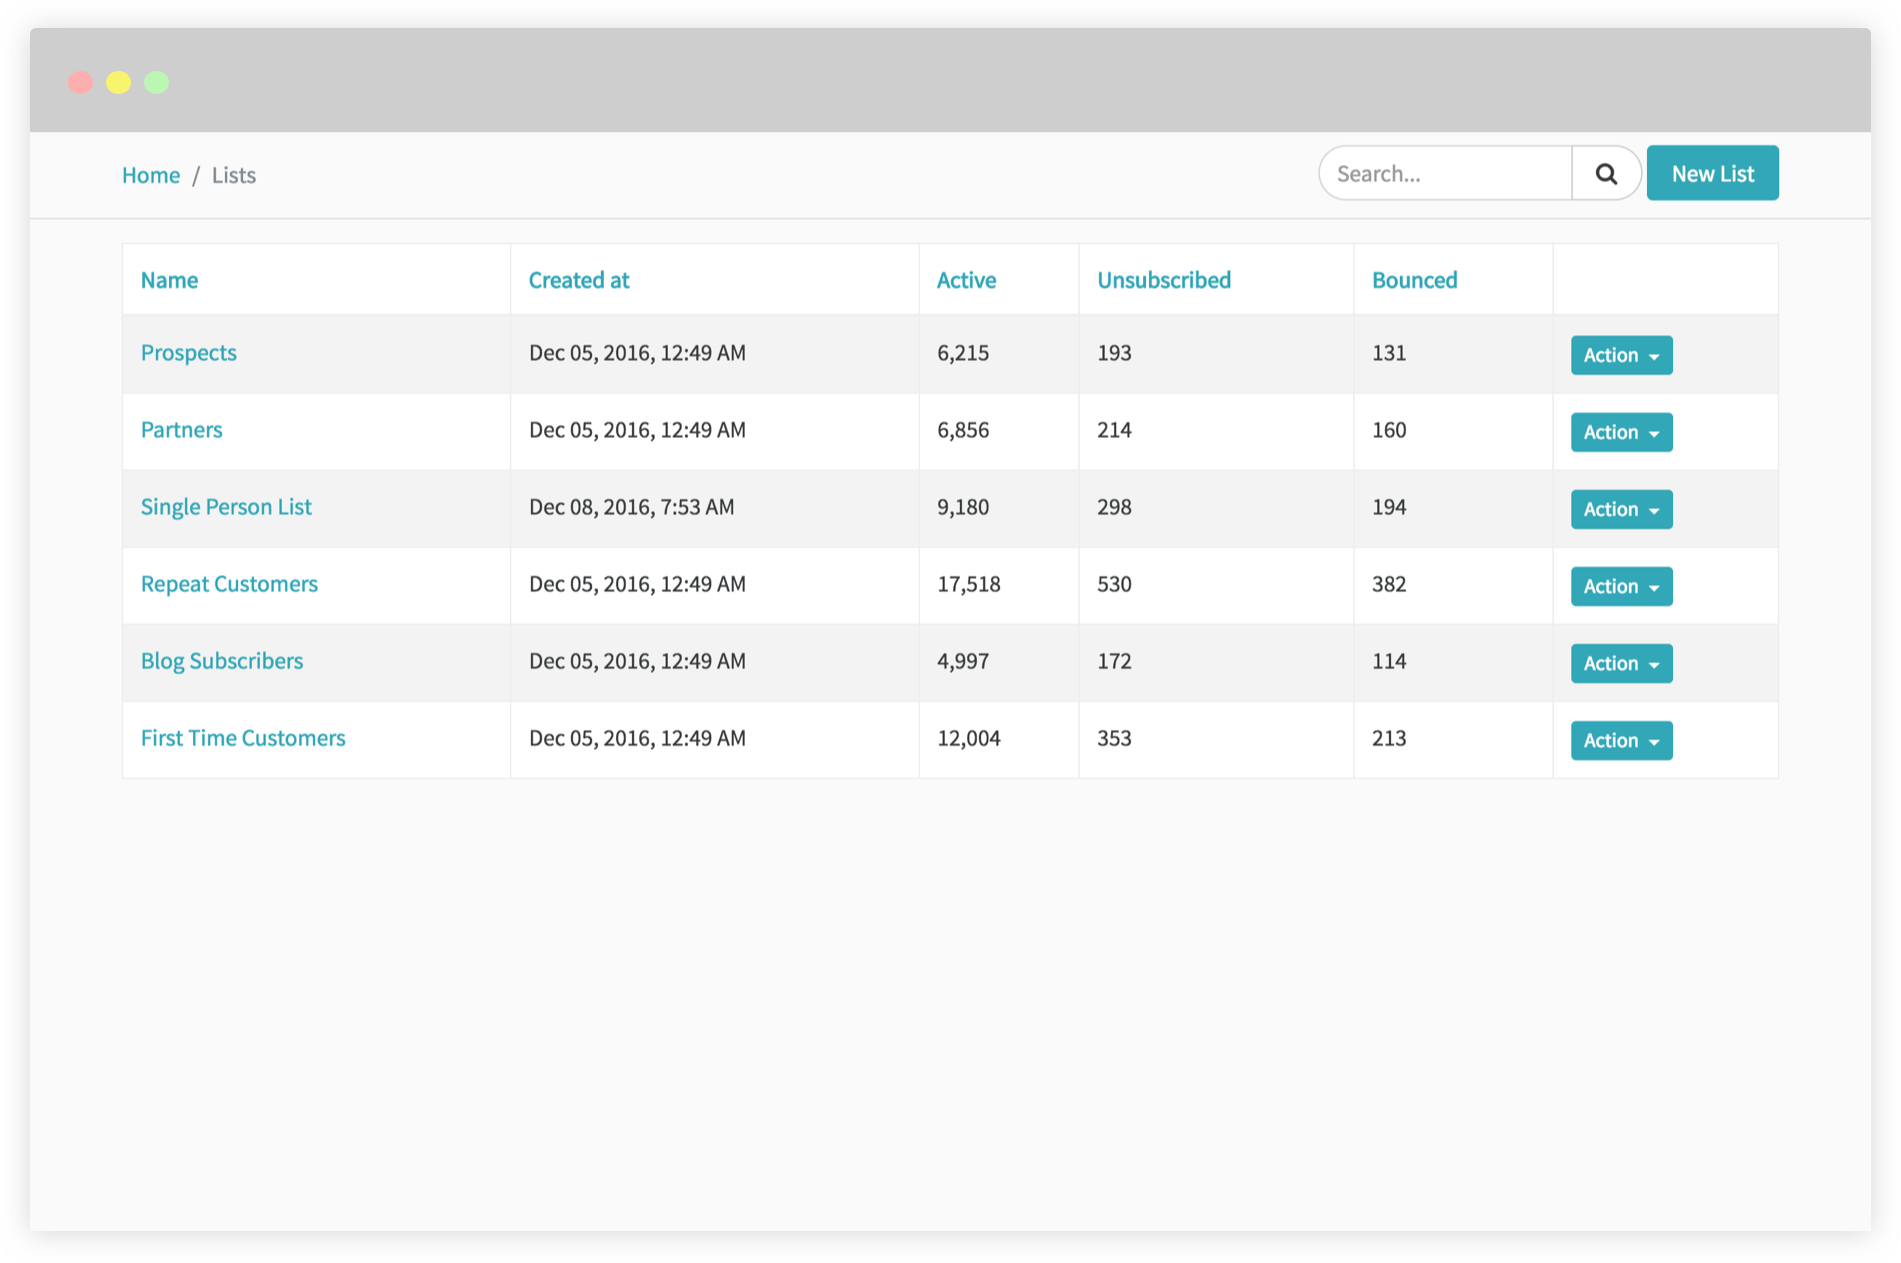 Home / Lists
Search...
New List
Name Created at Active Unsubscribed Bounced
Prospects Dec 05, 2016, 12:49 AM 6,215 193 131 Action
Partners Dec 05, 2016, 12:49 AM 6,856 214 160 Action
Single Person List Dec 08, 2016, 7:53 AM 9,180 298 194 Action
Repeat Customers Dec 05, 2016, 12:49 AM 17,518 530 382 Action
Blog Subscribers Dec 05, 2016, 12:49 AM 4,997 172 114 Action
First Time Customers Dec 05, 2016, 12:49 AM 12,004 353 213 Action